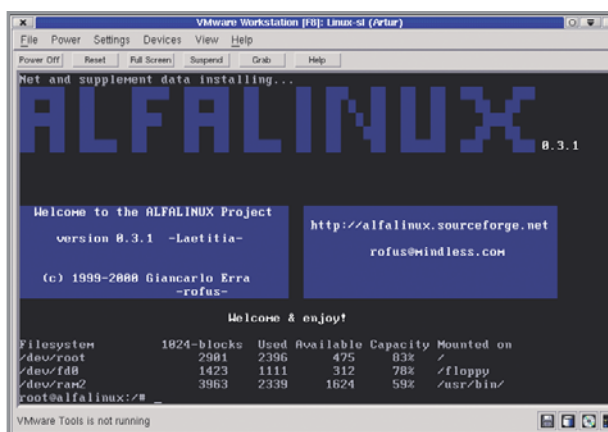 VMware Workstation [F8]: Linux-sl (Artur)
File Power Settings Devices View Help
Power Off Reset Full Screen Suspend Grab Help
Net and supplement data installing...
ALFALINUX 0.3.1
Welcome to the ALFALINUX Project
version 0.3.1 -Laetitia-
(c) 1999-2000 Giancarlo Erra
-rofus-
http://alfalinux.sourceforge.net
rofus@mindless.com
Welcome & enjoy!
Filesystem 1024-blocks Used Available Capacity Mounted on
/dev/root 2901 2396 475 83% /
/dev/fd0 1423 1111 312 78% /floppy
/dev/ram2 3963 2339 1624 59% /usr/bin/
root@alfalinux:/# _
VMware Tools is not running